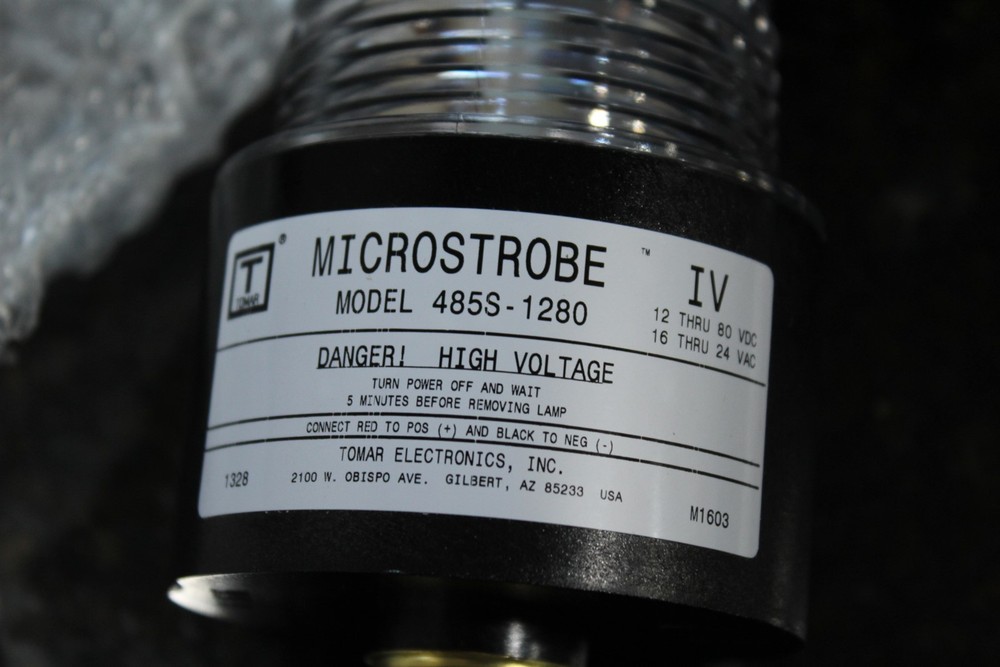 T ®
TOMAR
MICROSTROBE ™ IV
MODEL 485S-1280
12 THRU 80 VDC
16 THRU 24 VAC
DANGER! HIGH VOLTAGE
TURN POWER OFF AND WAIT
5 MINUTES BEFORE REMOVING LAMP
CONNECT RED TO POS (+) AND BLACK TO NEG (-)
TOMAR ELECTRONICS, INC.
2100 W. OBISPO AVE. GILBERT, AZ 85233 USA
1328
M1603